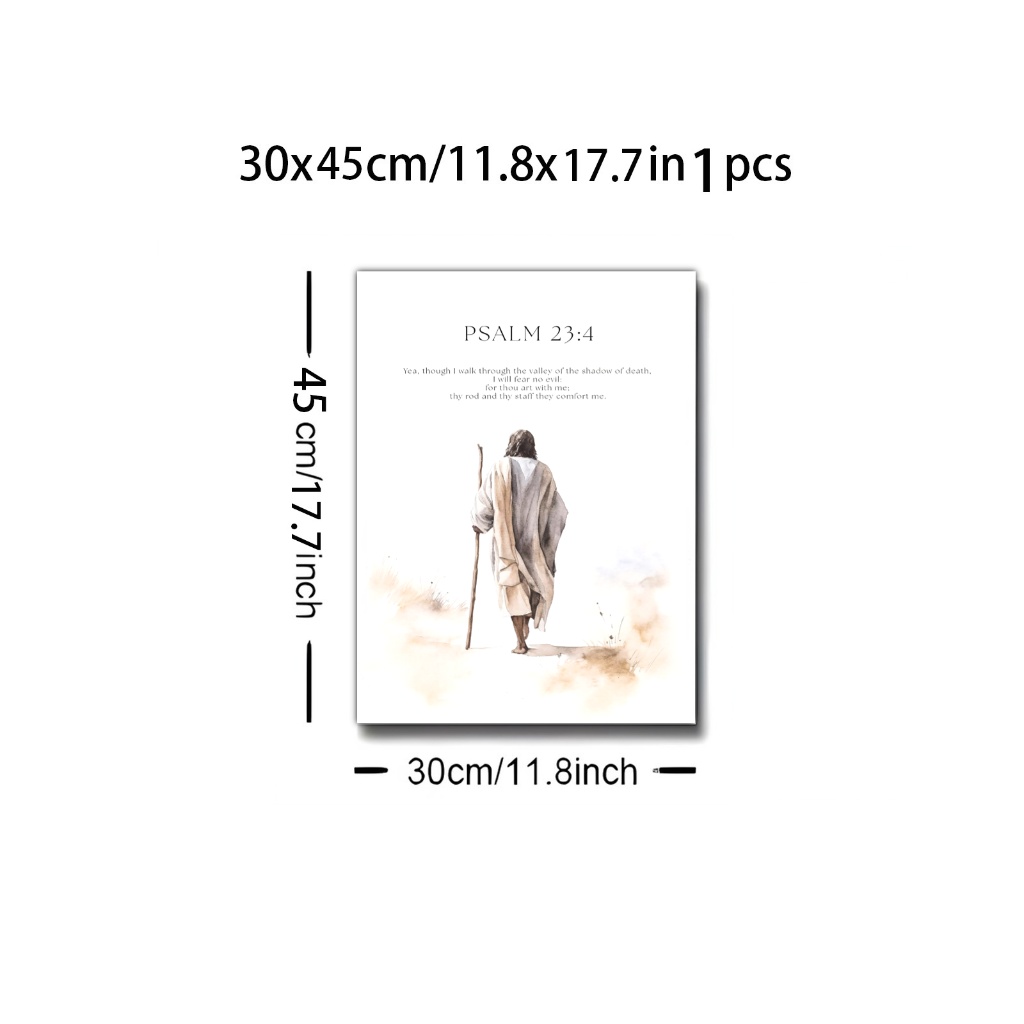 30x45cm/11.8x17.7in 1 pcs
PSALM 23:4
Yea, though I walk through the valley of the shadow of death,
I will fear no evil:
for thou art with me;
thy rod and thy staff they comfort me.
45 cm/17.7inch
30cm/11.8inch